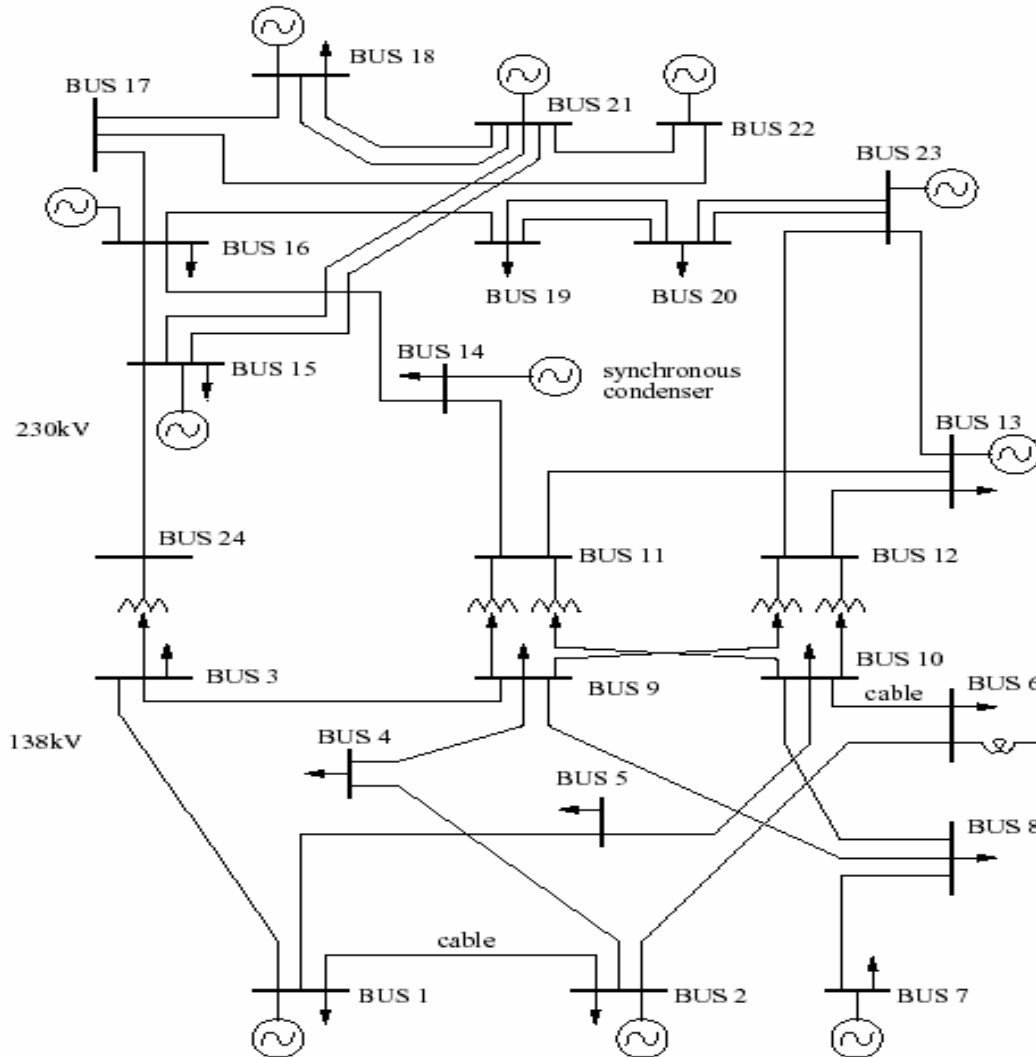 BUS 18
BUS 17
BUS 21
BUS 22
BUS 23
BUS 16
BUS 19
BUS 20
BUS 14
BUS 15
synchronous
condenser
230kV
BUS 13
BUS 24
BUS 11
BUS 12
BUS 3
BUS 9
BUS 10
cable
BUS 6
138kV
BUS 4
BUS 5
BUS 8
cable
BUS 1
BUS 2
BUS 7